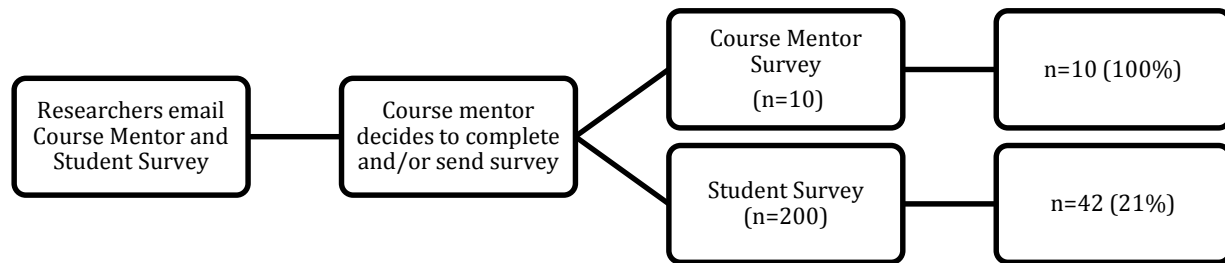 Researchers email
Course Mentor and
Student Survey
Course mentor
decides to complete
and/or send survey
Course Mentor
Survey
(n=10)
n=10 (100%)
Student Survey
(n=200)
n=42 (21%)